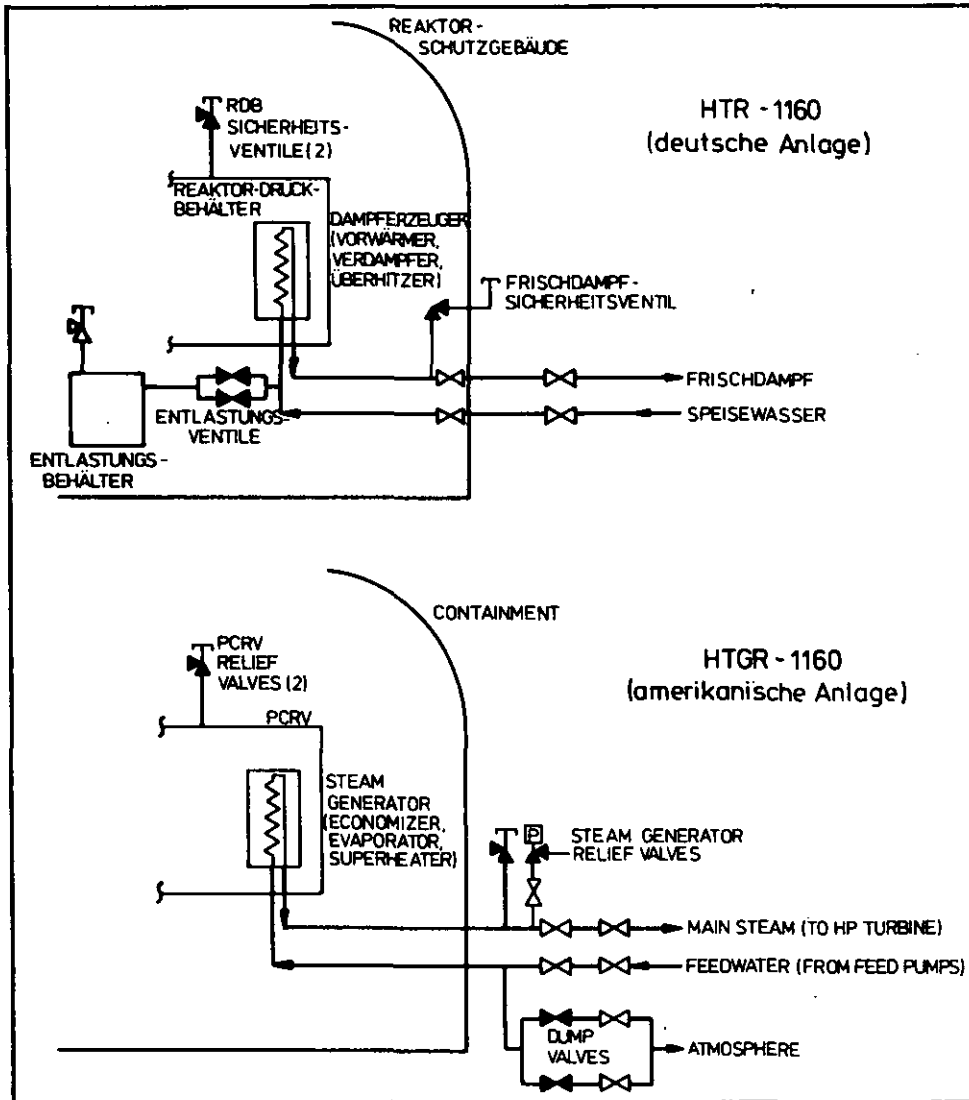 REAKTOR-
SCHUTZGEBÄUDE
HTR - 1160
(deutsche Anlage)
RDB
SICHERHEITS-
VENTILE (2)
REAKTOR-DRUCK-
BEHÄLTER
DAMPFERZEUGER
(VORWÄRMER,
VERDAMPFER,
ÜBERHITZER)
FRISCHDAMPF-
SICHERHEITSVENTIL
FRISCHDAMPF
SPEISEWASSER
ENTLASTUNGS-
VENTILE
ENTLASTUNGS-
BEHÄLTER
CONTAINMENT
HTGR - 1160
(amerikanische Anlage)
PCRV
RELIEF
VALVES (2)
PCRV
STEAM
GENERATOR
(ECONOMIZER,
EVAPORATOR,
SUPERHEATER)
P
STEAM GENERATOR
RELIEF VALVES
MAIN STEAM (TO HP TURBINE)
FEEDWATER (FROM FEED PUMPS)
DUMP
VALVES
ATMOSPHERE